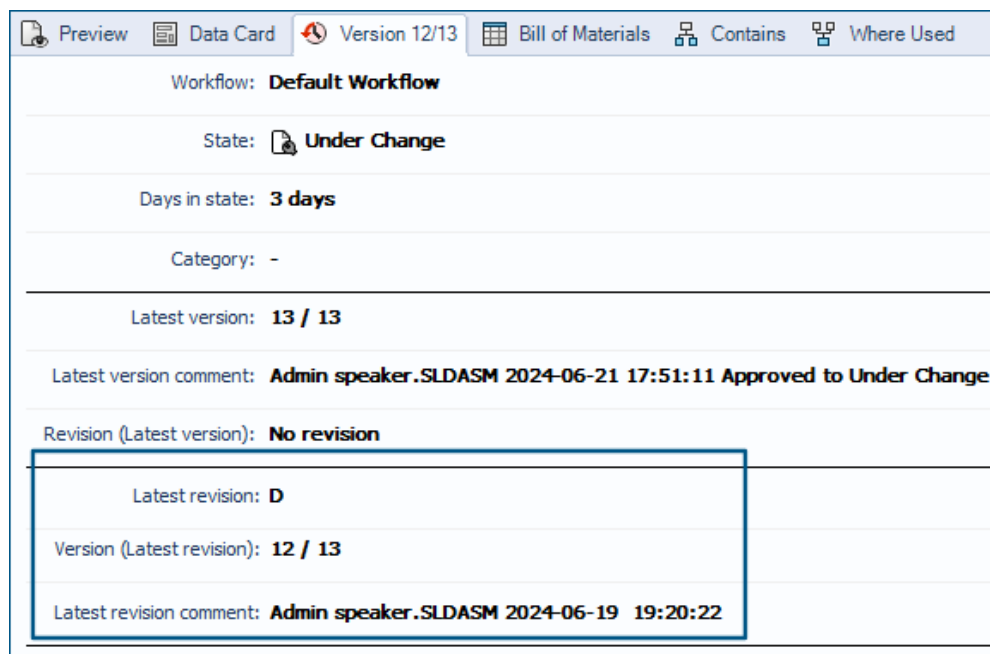 Preview Data Card Version 12/13 Bill of Materials Contains Where Used
Workflow: Default Workflow
State: Under Change
Days in state: 3 days
Category: -
Latest version: 13 / 13
Latest version comment: Admin speaker.SLDASM 2024-06-21 17:51:11 Approved to Under Change
Revision (Latest version): No revision
Latest revision: D
Version (Latest revision): 12 / 13
Latest revision comment: Admin speaker.SLDASM 2024-06-19 19:20:22